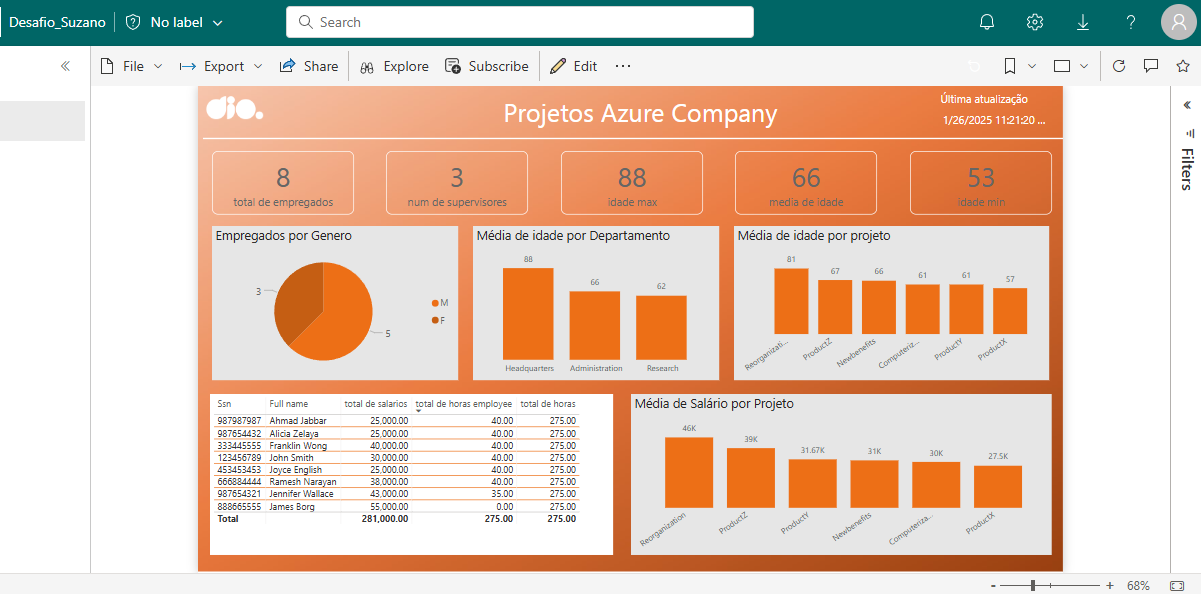 Desafio_Suzano No label Search
File Export Share Explore Subscribe Edit ...
dio.
Projetos Azure Company
Última atualização
1/26/2025 11:21:20 ...
8
total de empregados
3
num de supervisores
88
idade max
66
media de idade
53
idade min
Filters
Empregados por Genero
3
5
M
F
Média de idade por Departamento
88
66
62
Headquarters Administration Research
Média de idade por projeto
81
67
66
61
61
57
Reorganizati... ProductZ Newbenefits Computeriz... ProductY ProductX
Ssn Full name total de salarios total de horas employee total de horas
987987987 Ahmad Jabbar 25,000.00 40.00 275.00
987654432 Alicia Zelaya 25,000.00 40.00 275.00
333445555 Franklin Wong 40,000.00 40.00 275.00
123456789 John Smith 30,000.00 40.00 275.00
453453453 Joyce English 25,000.00 40.00 275.00
666884444 Ramesh Narayan 38,000.00 40.00 275.00
987654321 Jennifer Wallace 43,000.00 35.00 275.00
888665555 James Borg 55,000.00 0.00 275.00
Total 281,000.00 275.00 275.00
Média de Salário por Projeto
46K
39K
31.67K
31K
30K
27.5K
Reorganization ProductZ ProductY Newbenefits Computeriza... ProductX
- + 68%